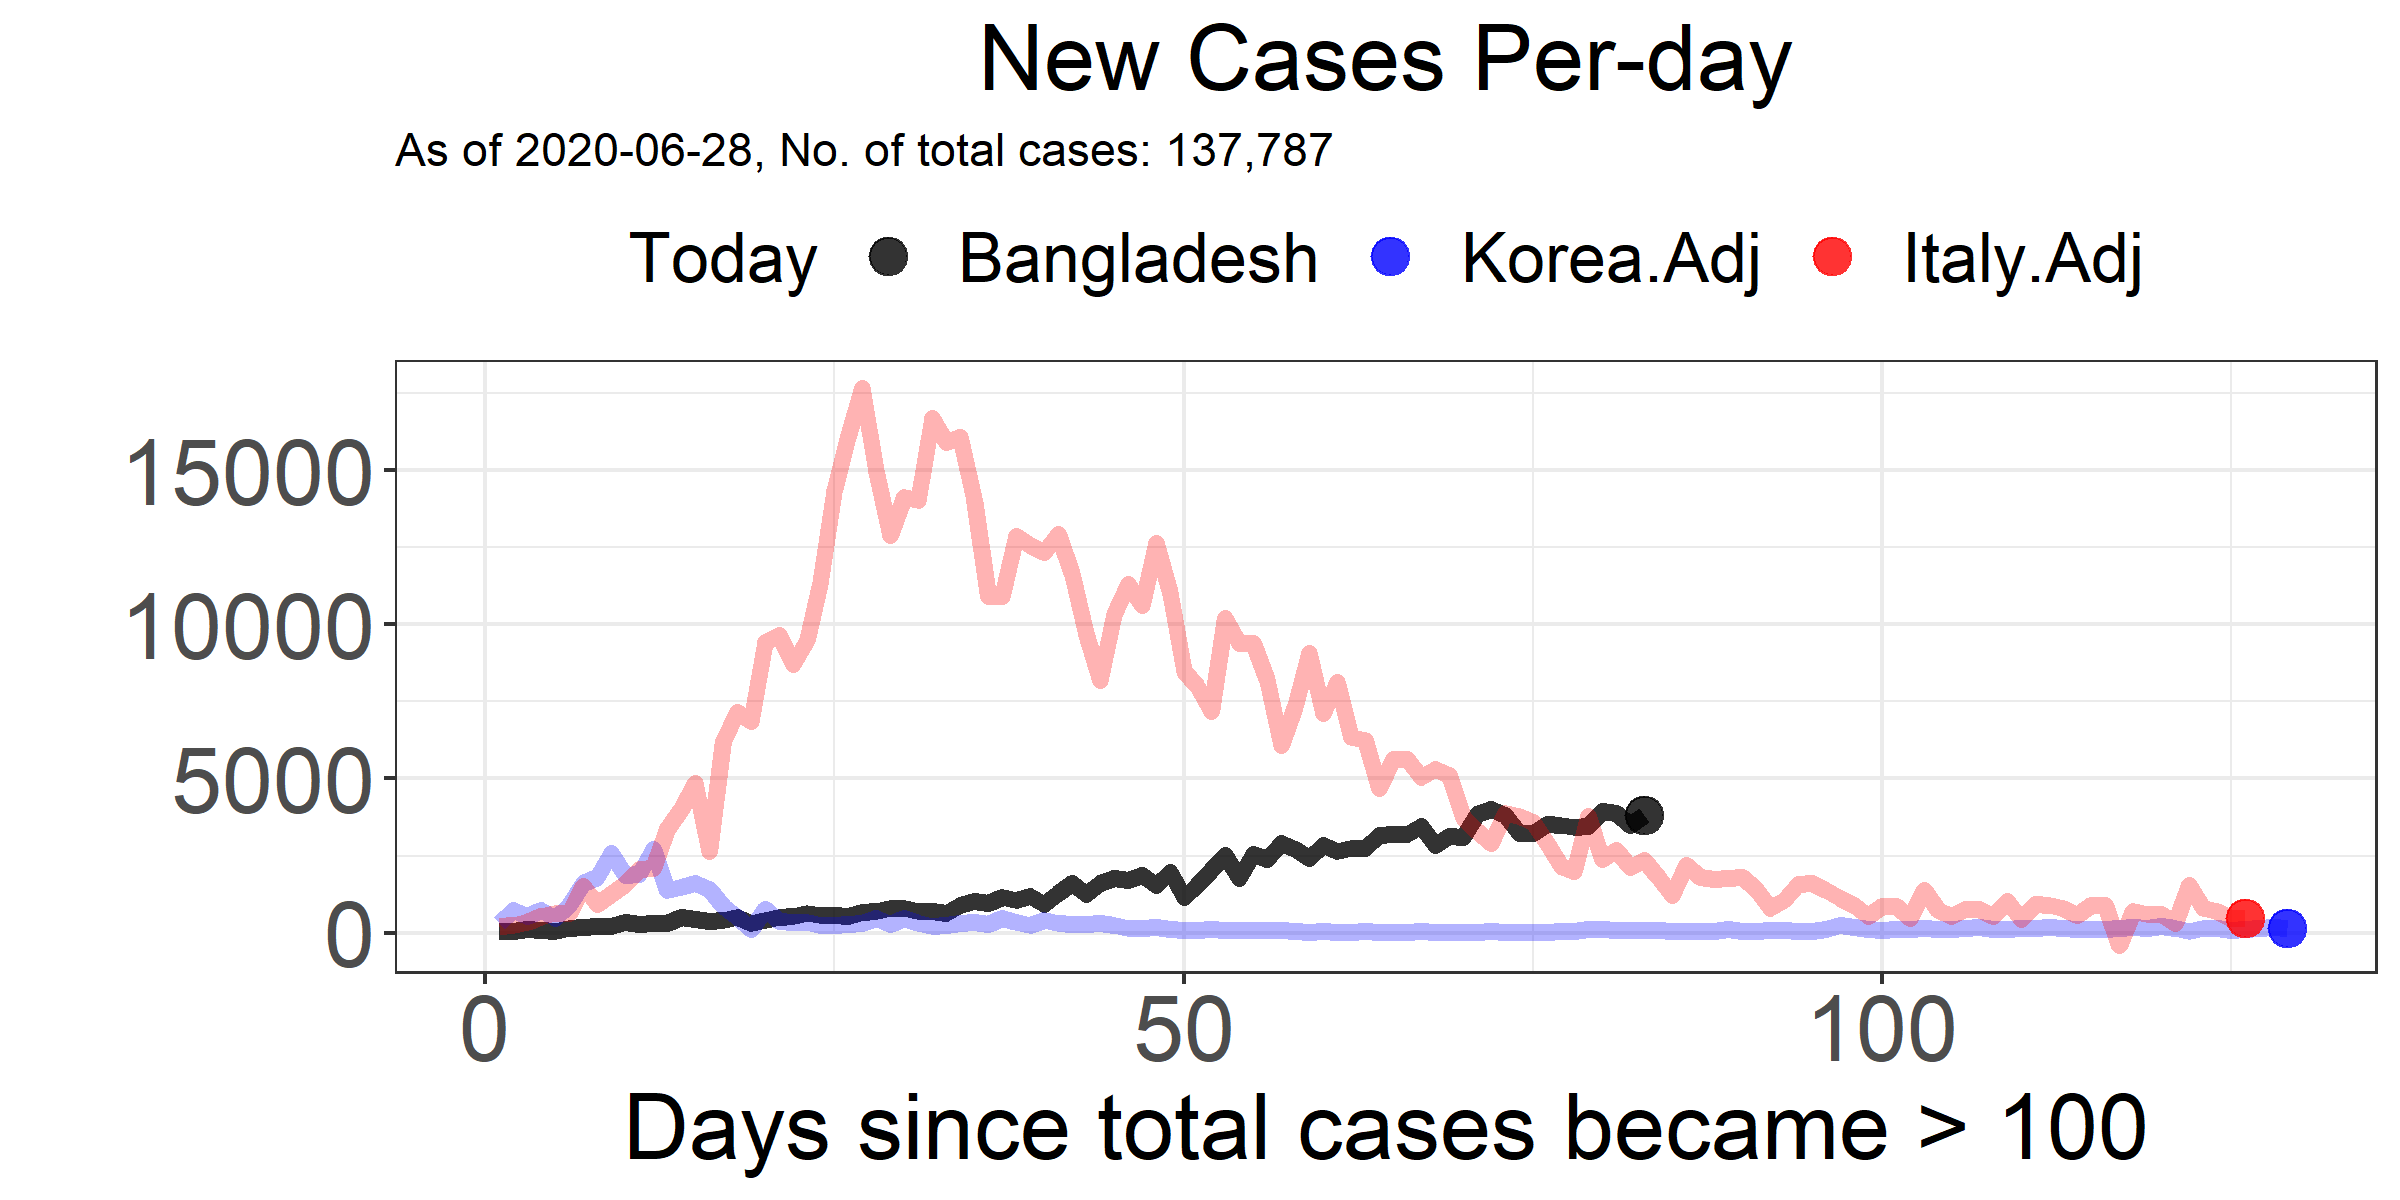 New Cases Per-day
As of 2020-06-28, No. of total cases: 137,787
Today Bangladesh Korea.Adj Italy.Adj
15000
10000
5000
0
0 50 100
Days since total cases became > 100